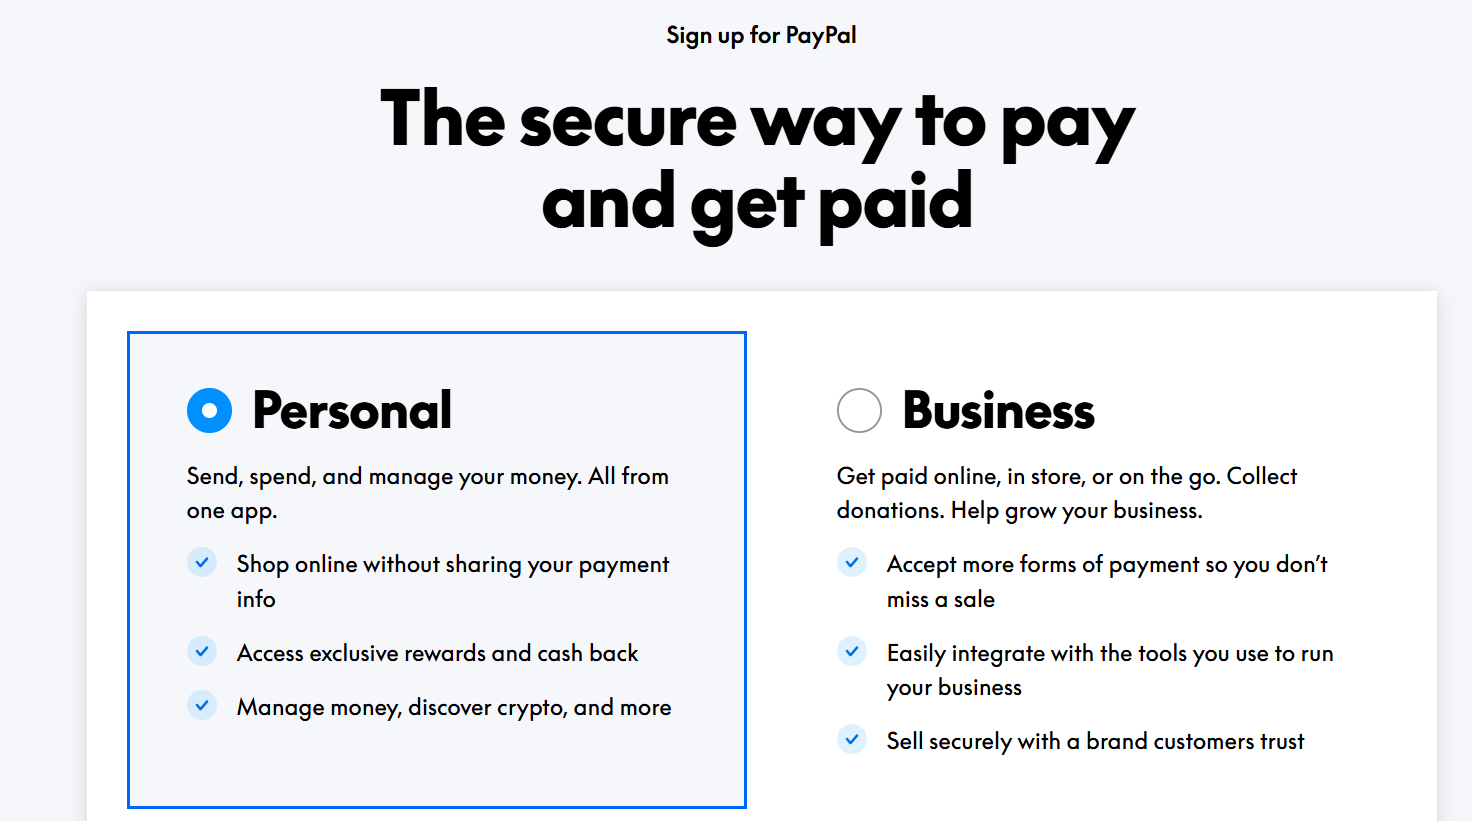 Sign up for PayPal
The secure way to pay
and get paid
Personal
Send, spend, and manage your money. All from
one app.
Shop online without sharing your payment
info
Access exclusive rewards and cash back
Manage money, discover crypto, and more
Business
Get paid online, in store, or on the go. Collect
donations. Help grow your business.
Accept more forms of payment so you don’t
miss a sale
Easily integrate with the tools you use to run
your business
Sell securely with a brand customers trust